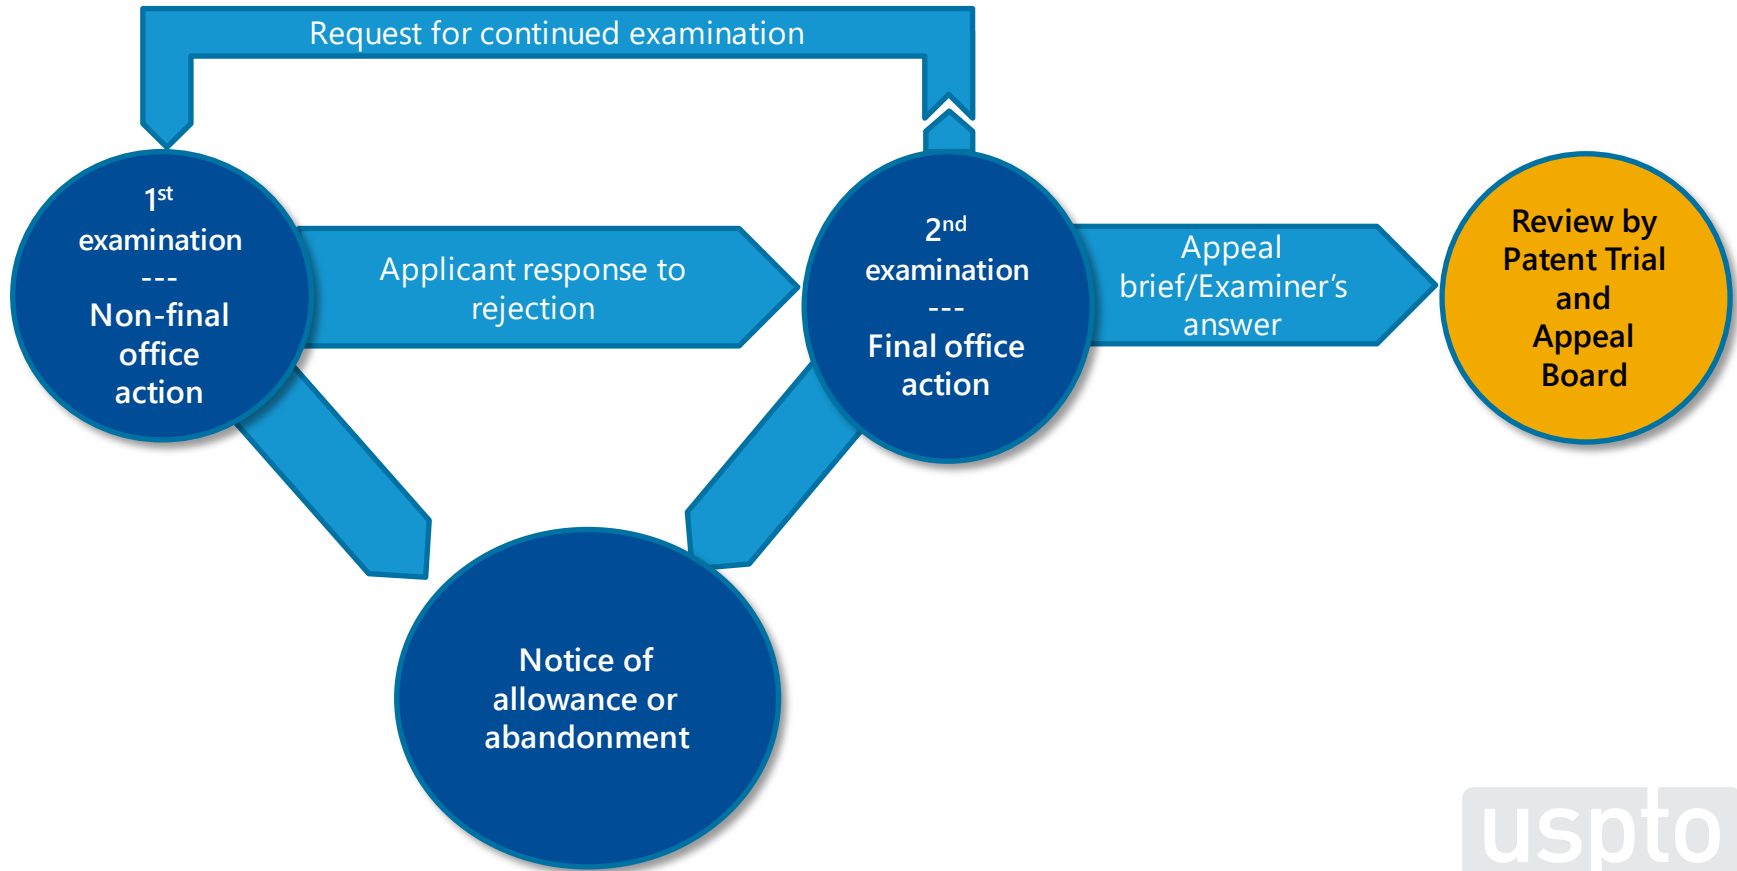 Request for continued examination
1st
examination
---
Non-final
office
action
Applicant response to
rejection
2nd
examination
---
Final office
action
Appeal
brief/Examiner's
answer
Review by
Patent Trial
and
Appeal
Board
Notice of
allowance or
abandonment
uspto